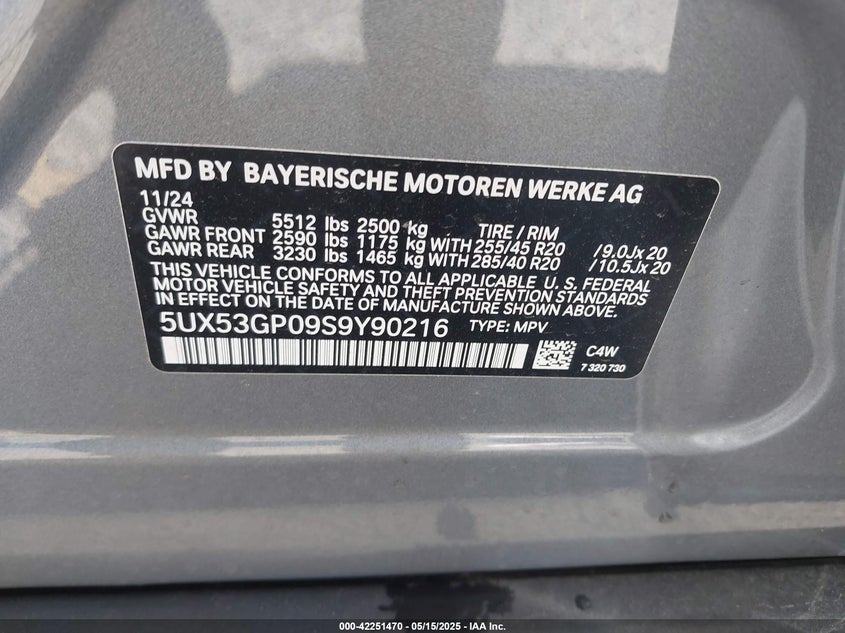 MFD BY BAYERISCHE MOTOREN WERKE AG
11/24
GVWR 5512 lbs 2500 kg TIRE / RIM
GAWR FRONT 2590 lbs 1175 kg WITH 255/45 R20 /9.0Jx20
GAWR REAR 3230 lbs 1465 kg WITH 285/40 R20 /10.5Jx20
THIS VEHICLE CONFORMS TO ALL APPLICABLE U. S. FEDERAL
MOTOR VEHICLE SAFETY AND THEFT PREVENTION STANDARDS
IN EFFECT ON THE DATE OF MANUFACTURE SHOWN ABOVE.
5UX53GP09S9Y90216 TYPE: MPV
C4W
7 320 730
000-42251470 — 05/15/2025 — IAA Inc.